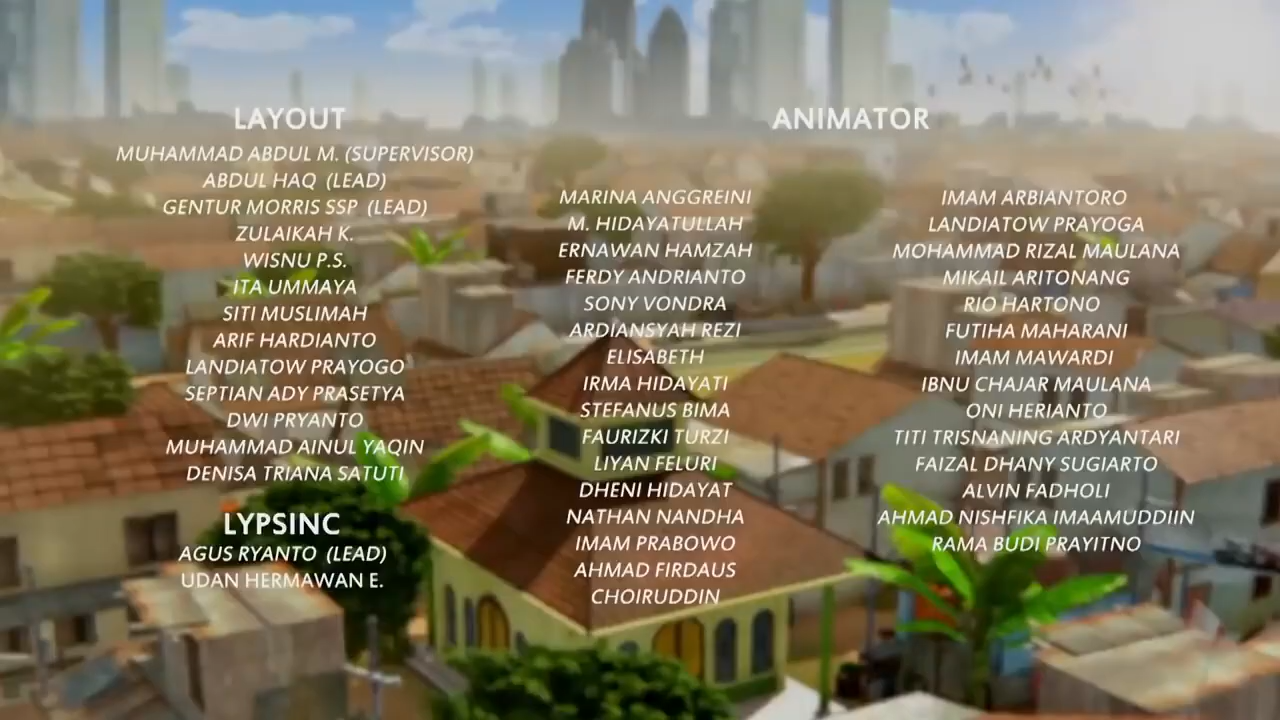 LAYOUT
MUHAMMAD ABDUL M. (SUPERVISOR)
ABDUL HAQ (LEAD)
GENTUR MORRIS SSP (LEAD)
ZULAIKAH K.
WISNU P.S.
ITA UMMAYA
SITI MUSLIMAH
ARIF HARDIANTO
LANDIATOW PRAYOGO
SEPTIAN ADY PRASETYA
DWI PRYANTO
MUHAMMAD AINUL YAQIN
DENISA TRIANA SATUTI
LYPSINC
AGUS RYANTO (LEAD)
UDAN HERMAWAN E.
ANIMATOR
MARINA ANGGREINI
M. HIDAYATULLAH
ERNAWAN HAMZAH
FERDY ANDRIANTO
SONY VONDRA
ARDIANSYAH REZI
ELISABETH
IRMA HIDAYATI
STEFANUS BIMA
FAURIZKI TURZI
LIYAN FELURI
DHENI HIDAYAT
NATHAN NANDHA
IMAM PRABOWO
AHMAD FIRDAUS
CHOIRUDDIN
IMAM ARBIANTORO
LANDIATOW PRAYOGA
MOHAMMAD RIZAL MAULANA
MIKAIL ARITONANG
RIO HARTONO
FUTIHA MAHARANI
IMAM MAWARDI
IBNU CHAJAR MAULANA
ONI HERIANTO
TITI TRISNANING ARDYANTARI
FAIZAL DHANY SUGIARTO
ALVIN FADHOLI
AHMAD NISHFIKA IMAAMUDDIIN
RAMA BUDI PRAYITNO